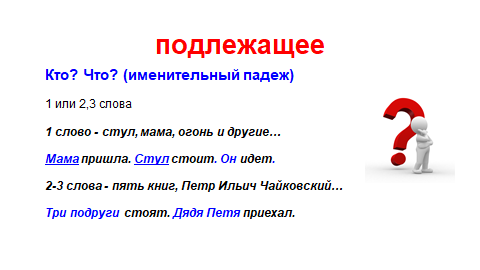 подлежащее
Кто? Что? (именительный падеж)
1 или 2,3 слова
1 слово - стул, мама, огонь и другие…
Мама пришла. Стул стоит. Он идет.
2-3 слова - пять книг, Петр Ильич Чайковский…
Три подруги стоят. Дядя Петя приехал.